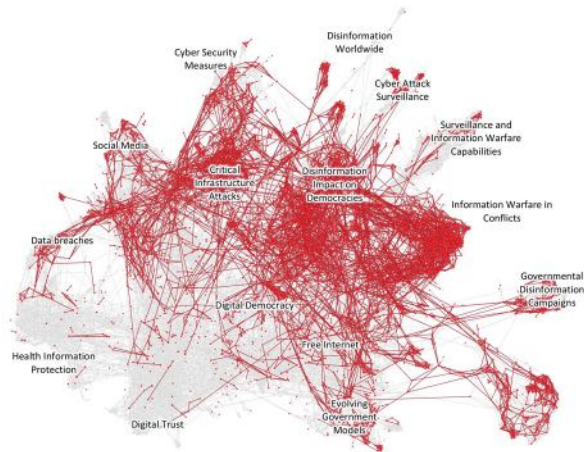 Disinformation
Worldwide
Cyber Security
Measures
Cyber Attack
Surveillance
Surveillance and
Information Warfare
Capabilities
Social Media
Critical
Infrastructure
Attacks
Disinformation
Impact on
Democracies
Information Warfare in
Conflicts
Data breaches
Governmental
Disinformation
Campaigns
Digital Democracy
Free Internet
Health Information
Protection
Evolving
Government
Models
Digital Trust